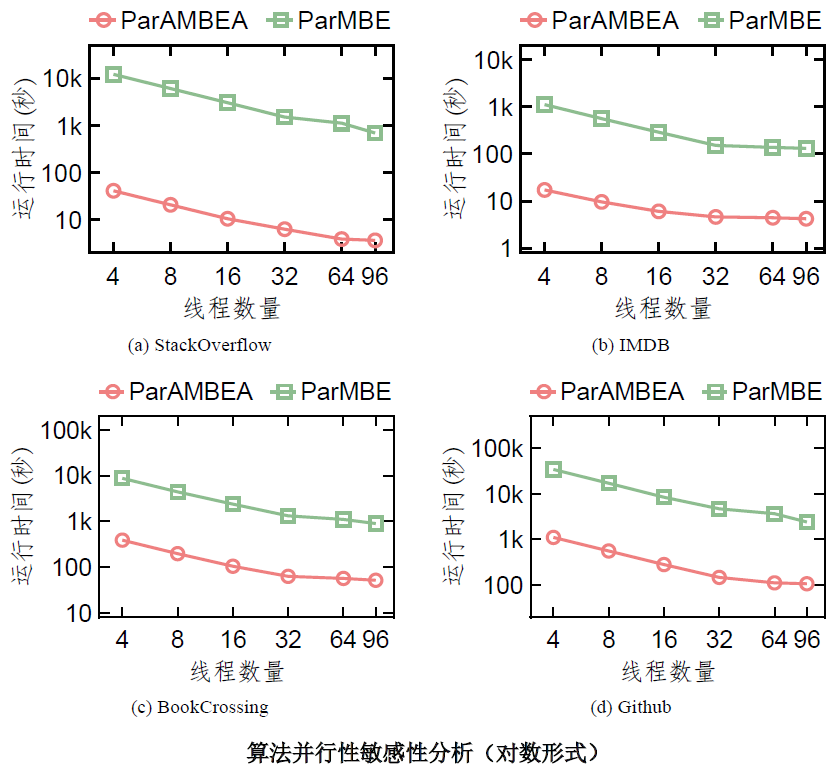 ParAMBEA ParMBE
ParAMBEA ParMBE
运行时间(秒)
10k
1k
100
10
4 8 16 32 64 96
线程数量
(a) StackOverflow
运行时间(秒)
10k
1k
100
10
1
4 8 16 32 64 96
线程数量
(b) IMDB
ParAMBEA ParMBE
ParAMBEA ParMBE
运行时间(秒)
100k
10k
1k
100
10
4 8 16 32 64 96
线程数量
(c) BookCrossing
运行时间(秒)
100k
10k
1k
100
4 8 16 32 64 96
线程数量
(d) Github
算法并行性敏感性分析（对数形式）